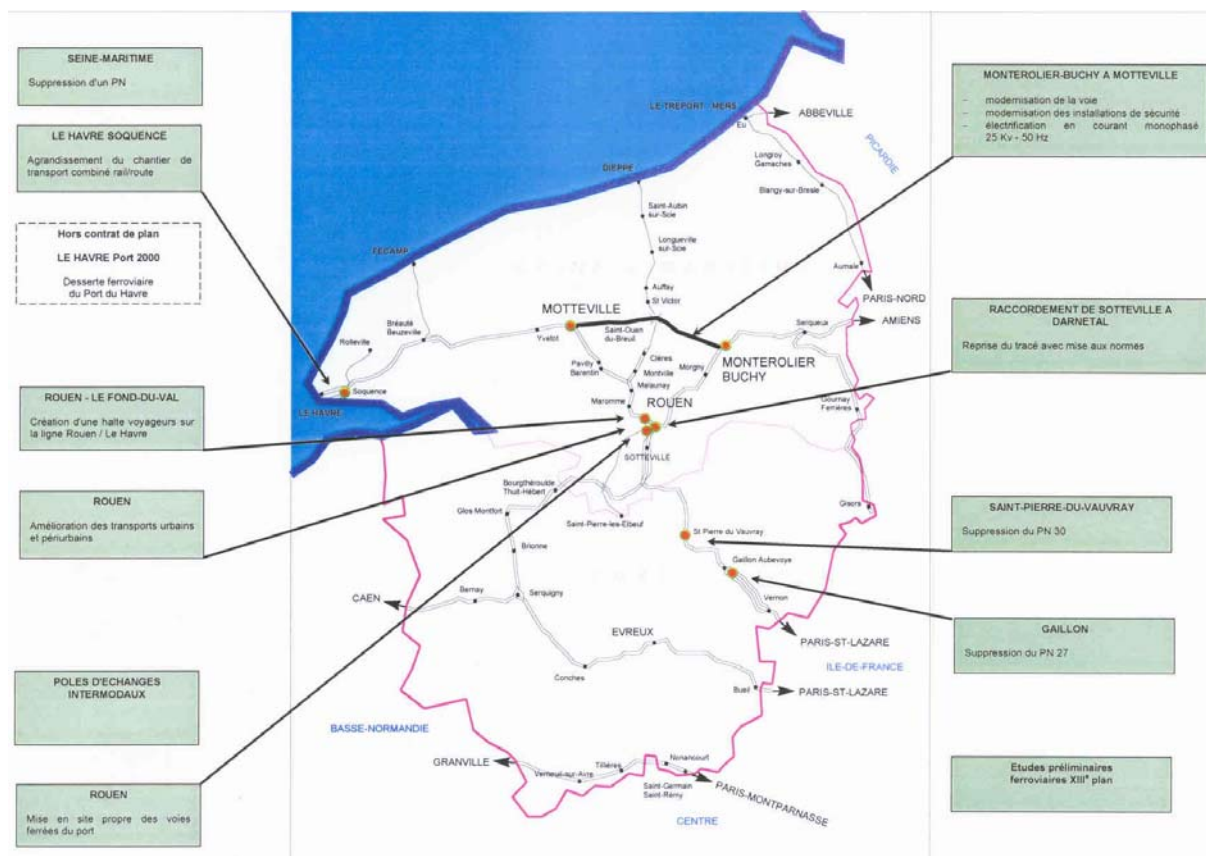 SEINE-MARITIME
Suppression d'un PN
LE HAVRE SOQUENCE
Agrandissement du chantier de
transport combiné rail/route
Hors contrat de plan
LE HAVRE Port 2000
Desserte ferroviaire
du Port du Havre
ROUEN - LE FOND-DU-VAL
Création d'une halte voyageurs sur
la ligne Rouen / Le Havre
ROUEN
Amélioration des transports urbains
et périurbains
POLES D'ECHANGES
INTERMODAUX
ROUEN
Mise en site propre des voies
ferrées du port
LE TREPORT - MERS
ABBEVILLE
Eu
PICARDIE
Longroy
Gamaches
Blangy-sur-Bresle
DIEPPE
Saint-Aubin
sur-Scie
Longueville
sur-Scie
Aumale
FECAMP
Auffay
St Victor
PARIS-NORD
MOTTEVILLE
AMIENS
Serqueux
Bréauté
Beuzeville
Yvetot
Saint-Ouen
du-Breuil
Rolleville
Clères
MONTEROLIER
BUCHY
Pavilly
Barentin
Montville
Morgny
Malaunay
Soquence
Maromme
ROUEN
LE HAVRE
Gournay
Ferrières
SOTTEVILLE
Bourgthéroulde
Thuit-Hébert
Gisors
Glos Montfort
Saint-Pierre-les-Elbeuf
St Pierre du Vauvray
Brionne
Gaillon Aubevoye
CAEN
Bernay
Serquigny
Vernon
EVREUX
PARIS-ST-LAZARE
ILE-DE-FRANCE
Conches
Bueil
PARIS-ST-LAZARE
BASSE-NORMANDIE
GRANVILLE
Verneuil-sur-Avre
Tillières
Nonancourt
Saint-Germain
Saint-Rémy
PARIS-MONTPARNASSE
CENTRE
MONTEROLIER-BUCHY A MOTTEVILLE
- modernisation de la voie
- modernisation des installations de sécurité
- électrification en courant monophasé
25 Kv - 50 Hz
RACCORDEMENT DE SOTTEVILLE A
DARNETAL
Reprise du tracé avec mise aux normes
SAINT-PIERRE-DU-VAUVRAY
Suppression du PN 30
GAILLON
Suppression du PN 27
Etudes préliminaires
ferroviaires XIII° plan